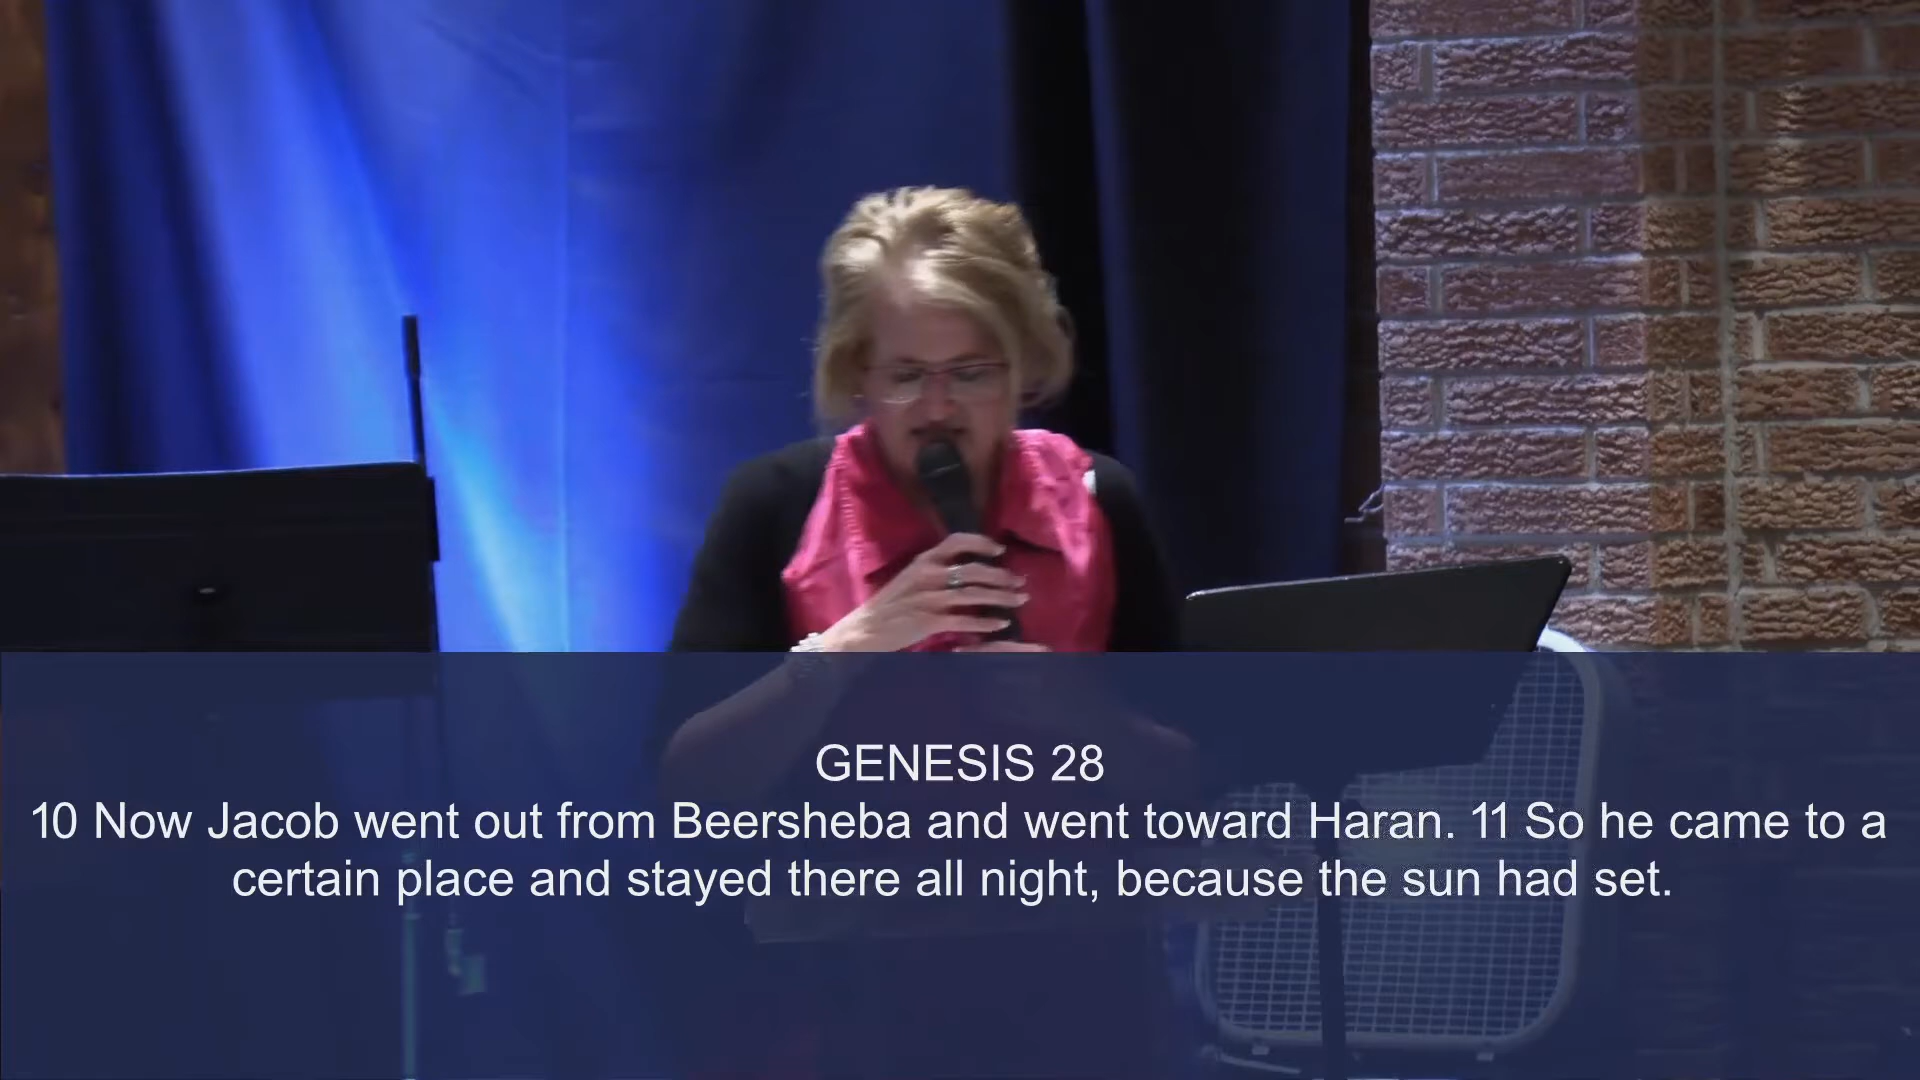 GENESIS 28
10 Now Jacob went out from Beersheba and went toward Haran. 11 So he came to a
certain place and stayed there all night, because the sun had set.